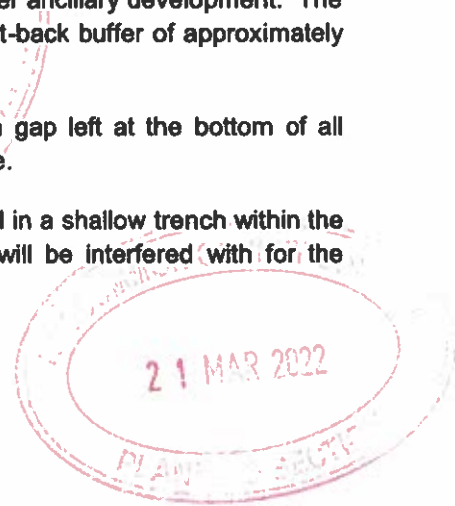 er ancillary development. The
t-back buffer of approximately
gap left at the bottom of all
e.
l in a shallow trench within the
will be interfered with for the
21 MAR 2022